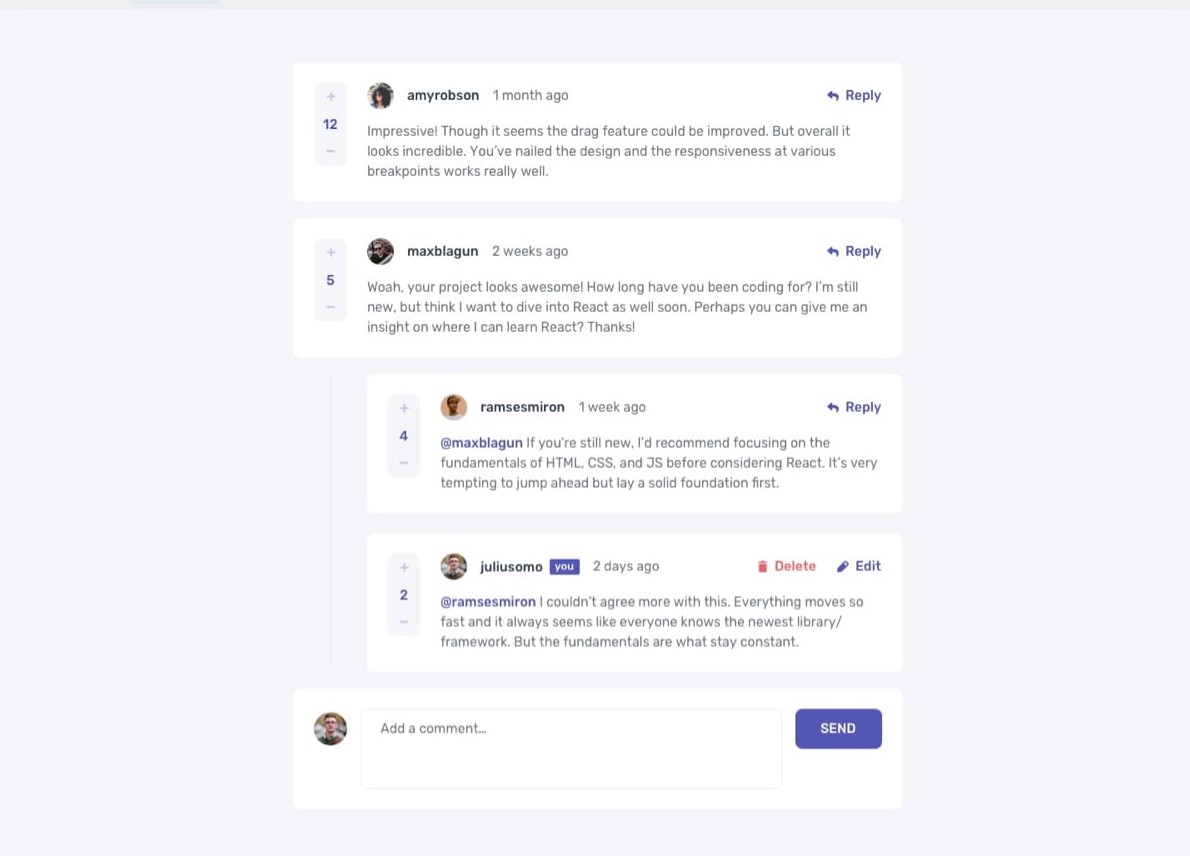 +
12
−
amyrobson 1 month ago
Reply
Impressive! Though it seems the drag feature could be improved. But overall it
looks incredible. You've nailed the design and the responsiveness at various
breakpoints works really well.
+
5
−
maxblagun 2 weeks ago
Reply
Woah, your project looks awesome! How long have you been coding for? I'm still
new, but think I want to dive into React as well soon. Perhaps you can give me an
insight on where I can learn React? Thanks!
+
4
−
ramsesmiron 1 week ago
Reply
@maxblagun If you're still new, I'd recommend focusing on the
fundamentals of HTML, CSS, and JS before considering React. It's very
tempting to jump ahead but lay a solid foundation first.
+
2
−
juliusomo you 2 days ago
Delete Edit
@ramsesmiron I couldn't agree more with this. Everything moves so
fast and it always seems like everyone knows the newest library/
framework. But the fundamentals are what stay constant.
Add a comment…
SEND